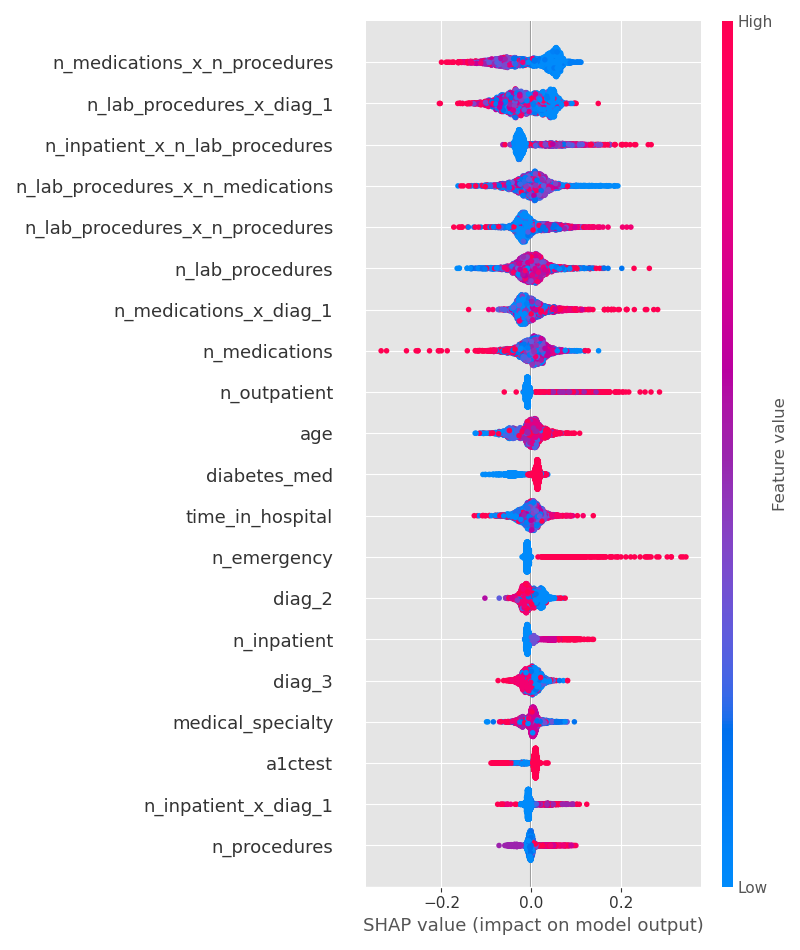 n_medications_x_n_procedures
n_lab_procedures_x_diag_1
n_inpatient_x_n_lab_procedures
n_lab_procedures_x_n_medications
n_lab_procedures_x_n_procedures
n_lab_procedures
n_medications_x_diag_1
n_medications
n_outpatient
age
diabetes_med
time_in_hospital
n_emergency
diag_2
n_inpatient
diag_3
medical_specialty
a1ctest
n_inpatient_x_diag_1
n_procedures
−0.2 0.0 0.2
SHAP value (impact on model output)
High
Feature value
Low